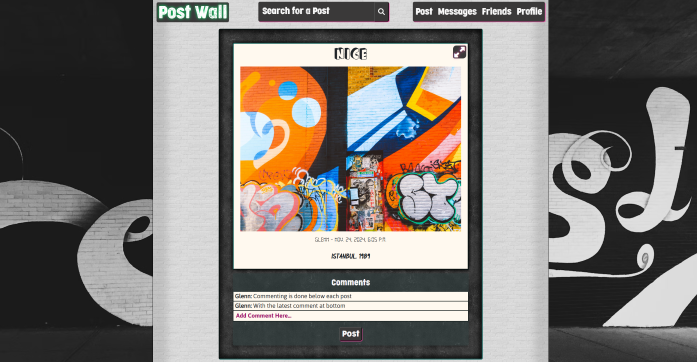 Post Wall
Search for a Post
Post Messages Friends Profile
NICE
GLENN - NOV. 24, 2024, 6:05 P.M
ISTANBUL, 1989
Comments
Glenn: Commenting is done below each post
Glenn: With the latest comment at bottom
Add Comment Here...
Post